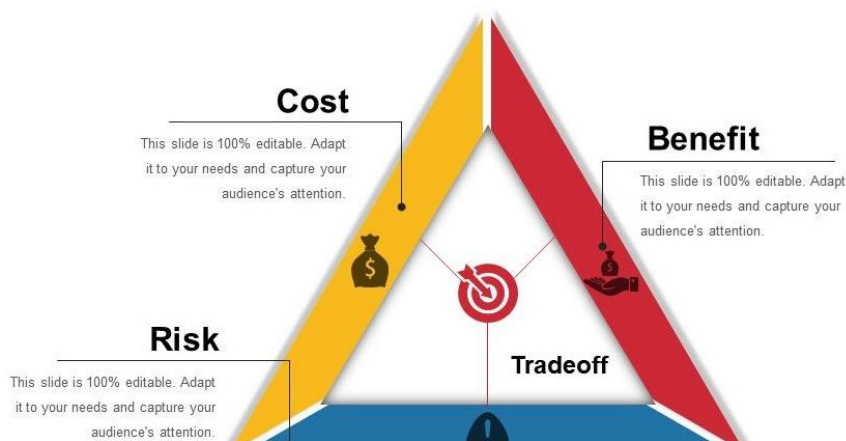 Cost
This slide is 100% editable. Adapt
it to your needs and capture your
audience's attention.
Benefit
This slide is 100% editable. Adapt
it to your needs and capture your
audience's attention.
$
$
Risk
This slide is 100% editable. Adapt
it to your needs and capture your
audience's attention.
Tradeoff